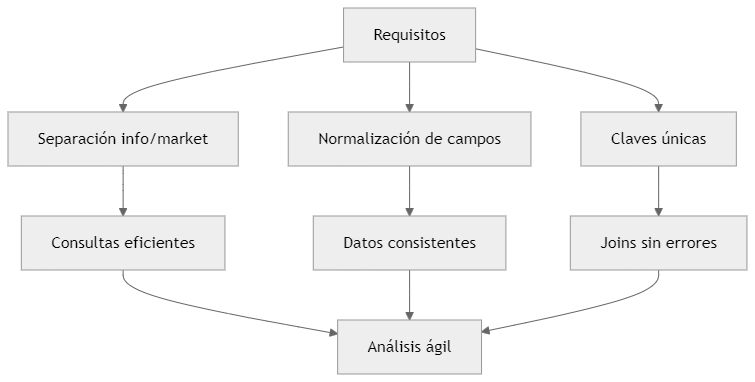 Requisitos
Separación info/market
Normalización de campos
Claves únicas
Consultas eficientes
Datos consistentes
Joins sin errores
Análisis ágil